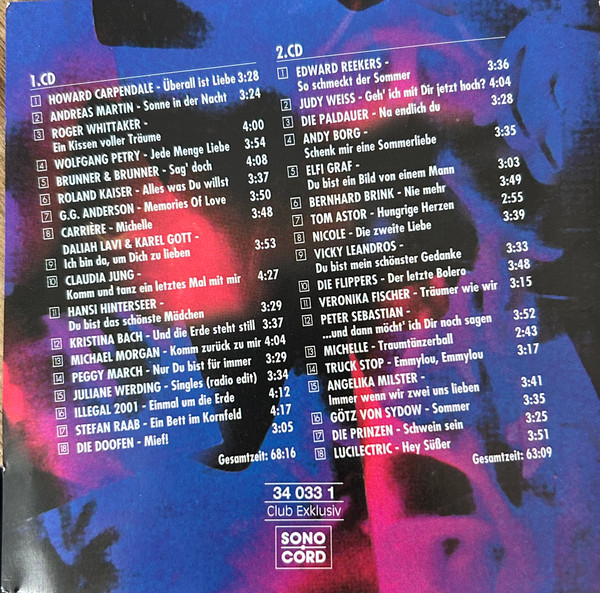 1.CD
1 HOWARD CARPENDALE - Überall ist Liebe 3:28
2 ANDREAS MARTIN - Sonne in der Nacht 3:24
3 ROGER WHITTAKER -
Ein Kissen voller Träume 4:00
4 WOLFGANG PETRY - Jede Menge Liebe 3:54
5 BRUNNER & BRUNNER - Sag' doch 4:08
6 ROLAND KAISER - Alles was Du willst 3:37
7 G.G. ANDERSON - Memories Of Love 3:50
8 CARRIÈRE - Michelle 3:48
DALIAH LAVI & KAREL GOTT -
9 Ich bin da, um Dich zu lieben 3:53
10 CLAUDIA JUNG -
Komm und tanz ein letztes Mal mit mir 4:27
11 HANSI HINTERSEER -
Du bist das schönste Mädchen 3:29
12 KRISTINA BACH - Und die Erde steht still 3:37
13 MICHAEL MORGAN - Komm zurück zu mir 4:04
14 PEGGY MARCH - Nur Du bist für immer 3:29
15 JULIANE WERDING - Singles (radio edit) 3:34
16 ILLEGAL 2001 - Einmal um die Erde 4:12
17 STEFAN RAAB - Ein Bett im Kornfeld 4:17
18 DIE DOOFEN - Mief! 3:05
Gesamtzeit: 68:16
2.CD
1 EDWARD REEKERS -
So schmeckt der Sommer 3:36
2 JUDY WEISS - Geh' ich mit Dir jetzt hoch? 4:04
3 DIE PALDAUER - Na endlich du 3:28
4 ANDY BORG -
Schenk mir eine Sommerliebe 3:35
5 ELFI GRAF -
Du bist ein Bild von einem Mann 3:03
6 BERNHARD BRINK - Nie mehr 3:49
7 TOM ASTOR - Hungrige Herzen 2:55
8 NICOLE - Die zweite Liebe 3:39
9 VICKY LEANDROS -
Du bist mein schönster Gedanke 3:33
10 DIE FLIPPERS - Der letzte Bolero 3:48
11 VERONIKA FISCHER - Träumer wie wir 3:15
12 PETER SEBASTIAN -
...und dann möcht' ich Dir noch sagen 3:52
13 MICHELLE - Traumtänzerball 2:43
14 TRUCK STOP - Emmylou, Emmylou 3:17
15 ANGELIKA MILSTER -
Immer wenn wir zwei uns lieben 3:41
16 GÖTZ VON SYDOW - Sommer 3:35
17 DIE PRINZEN - Schwein sein 3:25
18 LUCILECTRIC - Hey Süßer 3:51
Gesamtzeit: 63:09
34 033 1
Club Exklusiv
SONO
CORD